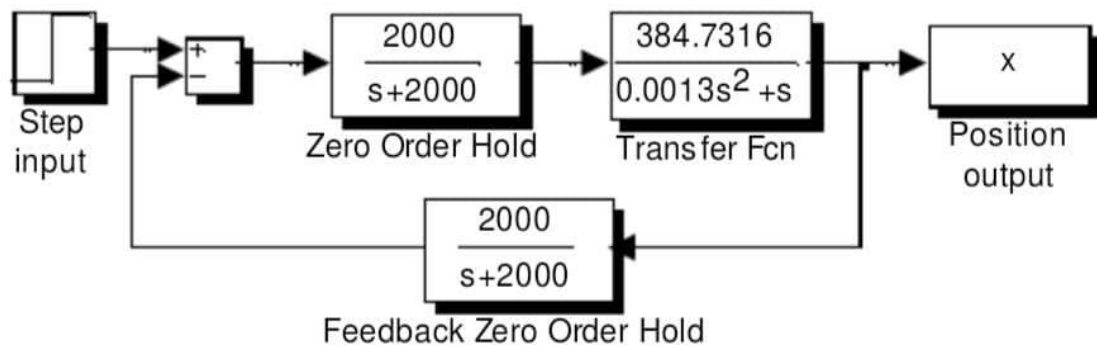 +
−
2000
s+2000
384.7316
0.0013s² +s
x
Step
input
Zero Order Hold
Transfer Fcn
Position
output
2000
s+2000
Feedback Zero Order Hold